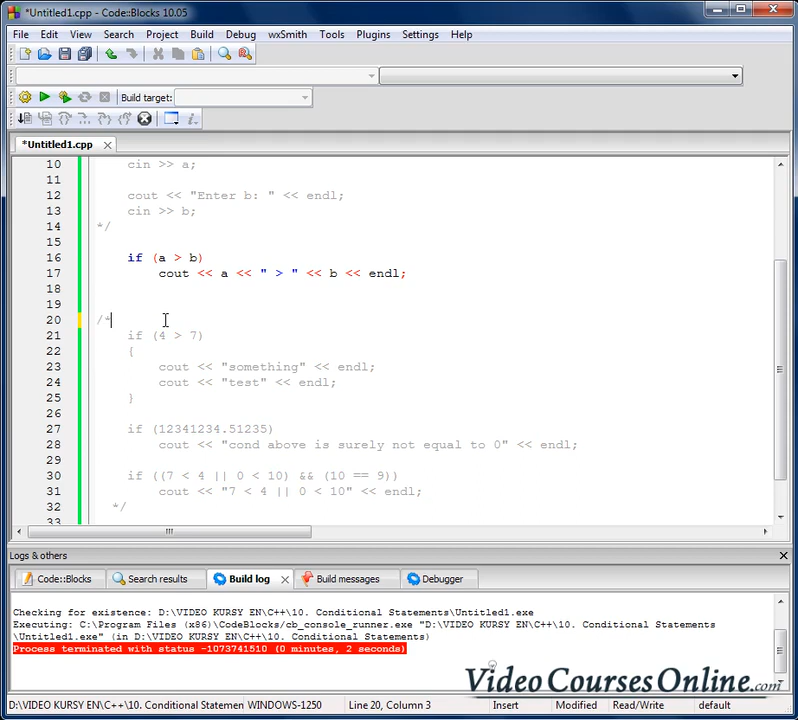 *Untitled1.cpp - Code::Blocks 10.05
File Edit View Search Project Build Debug wxSmith Tools Plugins Settings Help
Build target:
*Untitled1.cpp
10 cin >> a;
11
12 cout << "Enter b: " << endl;
13 cin >> b;
14 */
15
16 if (a > b)
17 cout << a << " > " << b << endl;
18
19
20 /*
21 if (4 > 7)
22 {
23 cout << "something" << endl;
24 cout << "test" << endl;
25 }
26
27 if (12341234.51235)
28 cout << "cond above is surely not equal to 0" << endl;
29
30 if ((7 < 4 || 0 < 10) && (10 == 9))
31 cout << "7 < 4 || 0 < 10" << endl;
32 */
33
Logs & others
Code::Blocks Search results Build log Build messages Debugger
Checking for existence: D:\VIDEO KURSY EN\C++\10. Conditional Statements\Untitled1.exe
Executing: C:\Program Files (x86)\CodeBlocks/cb_console_runner.exe "D:\VIDEO KURSY EN\C++\10. Conditional Statements
\Untitled1.exe" (in D:\VIDEO KURSY EN\C++\10. Conditional Statements)
Process terminated with status -1073741510 (0 minutes, 2 seconds)
VideoCoursesOnline.com
D:\VIDEO KURSY EN\C++\10. Conditional Statemen WINDOWS-1250 Line 20, Column 3 Insert Modified Read/Write default